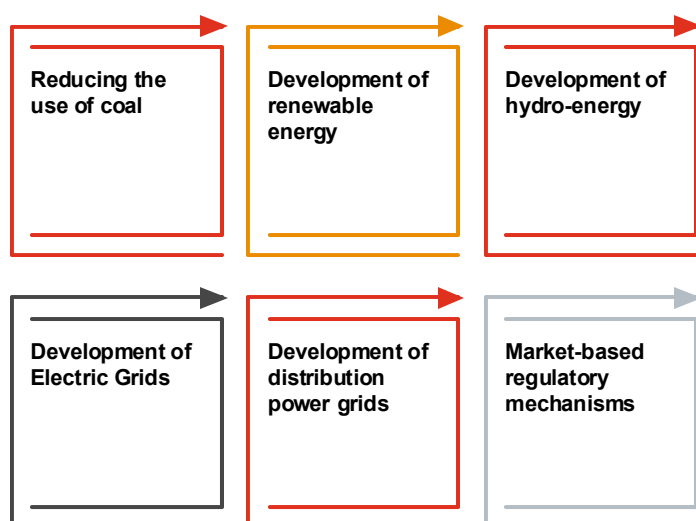 Reducing the
use of coal
Development of
renewable
energy
Development of
hydro-energy
Development of
Electric Grids
Development of
distribution
power grids
Market-based
regulatory
mechanisms